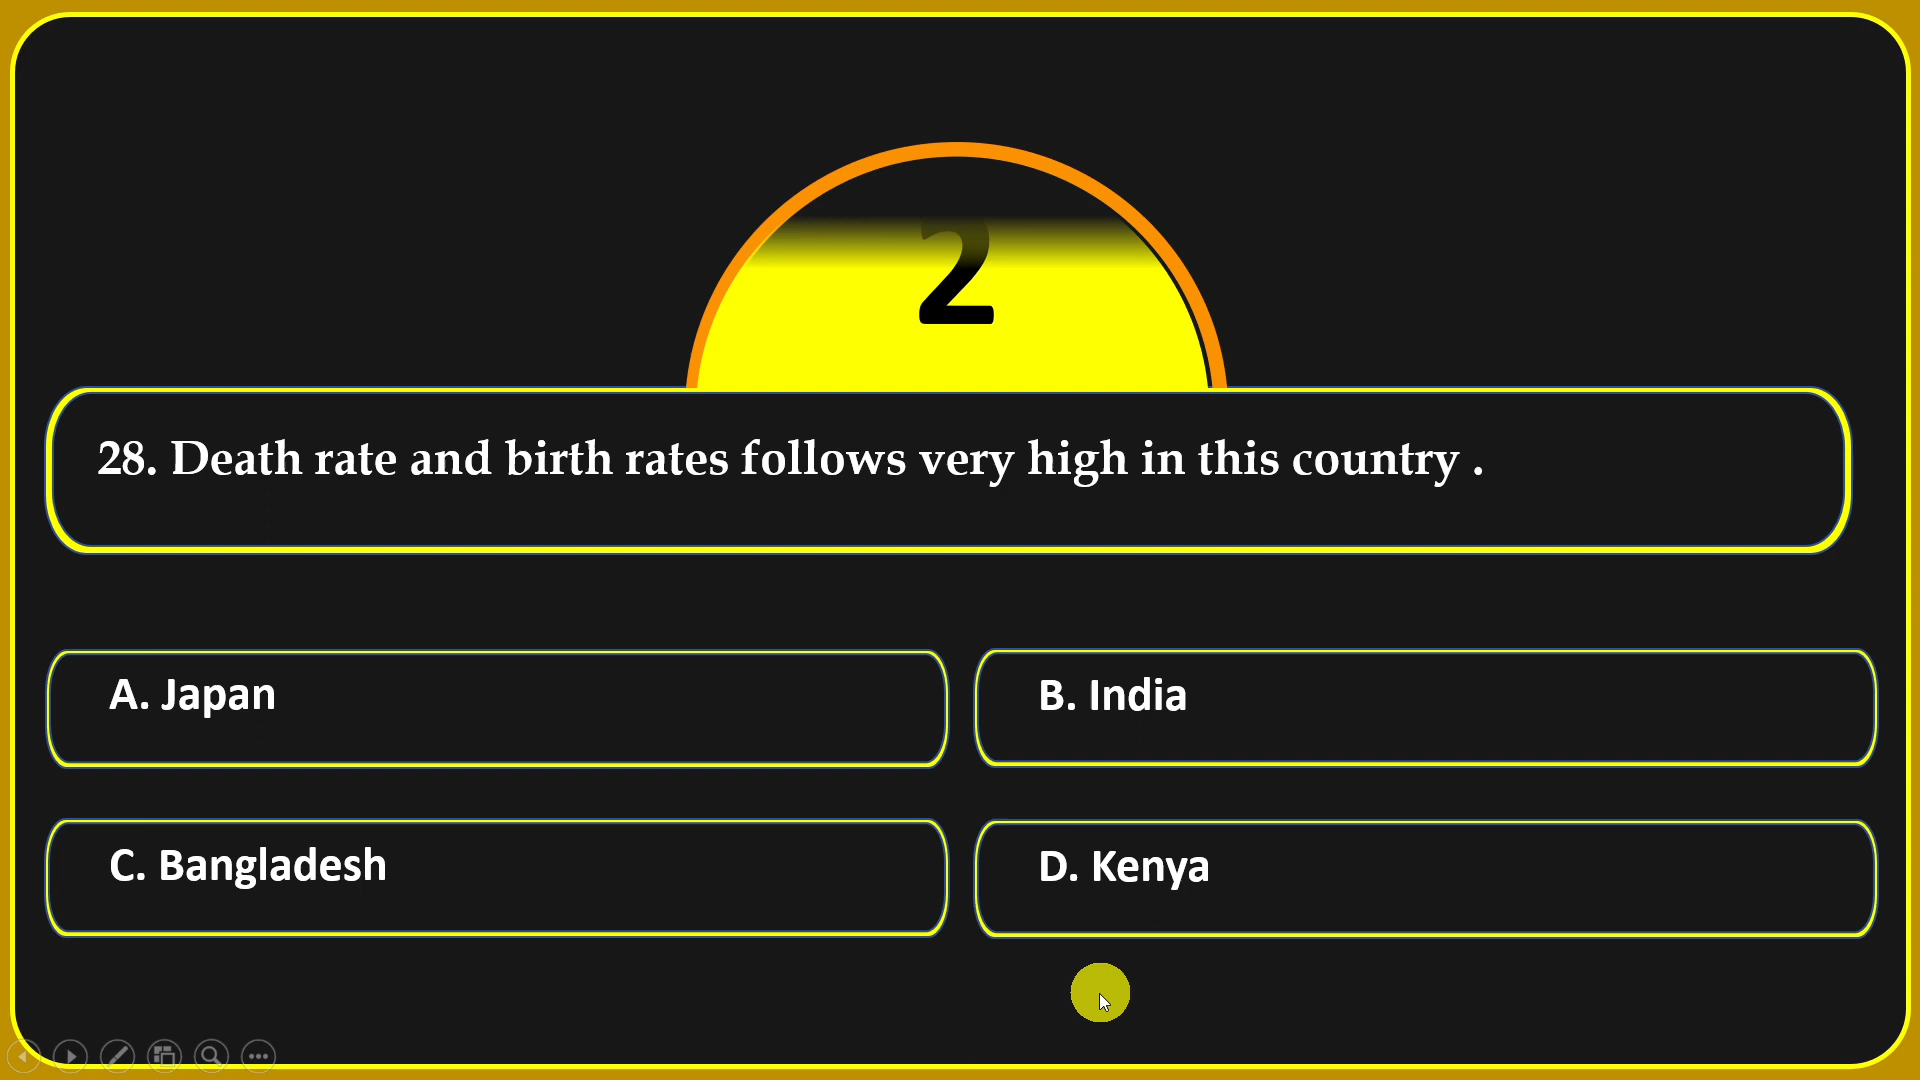 2
28. Death rate and birth rates follows very high in this country .
A. Japan
B. India
C. Bangladesh
D. Kenya